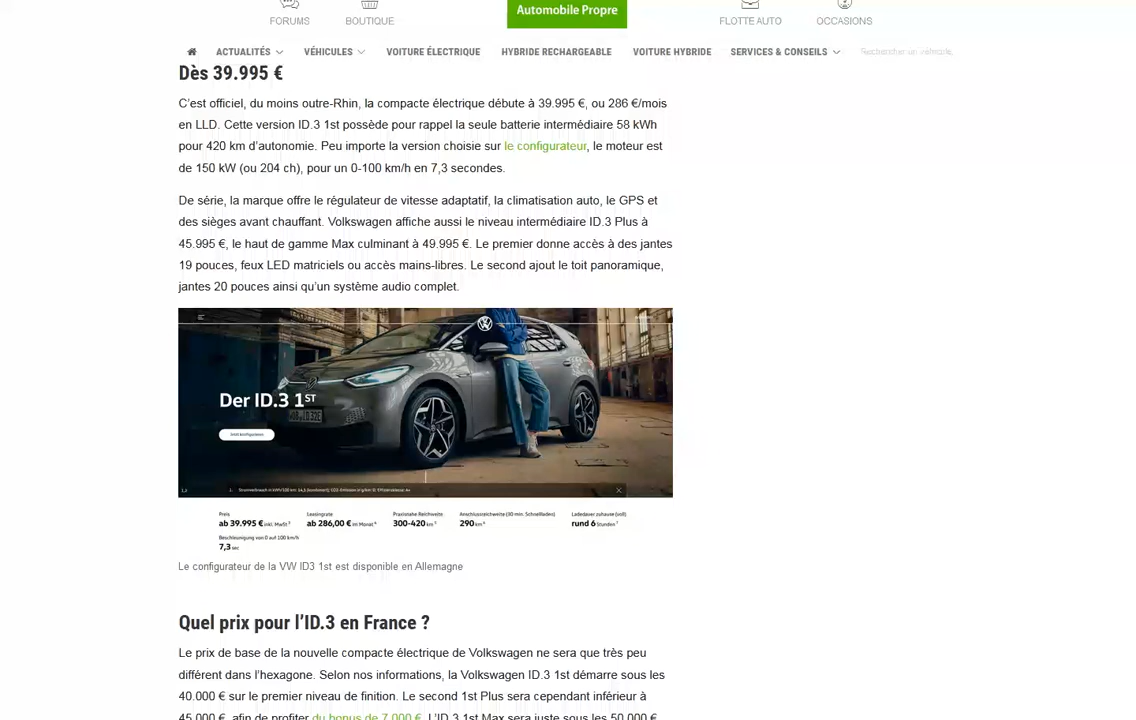 FORUMS
BOUTIQUE
Automobile Propre
FLOTTE AUTO
OCCASIONS
ACTUALITÉS
VÉHICULES
VOITURE ÉLECTRIQUE
HYBRIDE RECHARGEABLE
VOITURE HYBRIDE
SERVICES & CONSEILS
Rechercher un véhicule,
Dès 39.995 €
C’est officiel, du moins outre-Rhin, la compacte électrique débute à 39.995 €, ou 286 €/mois
en LLD. Cette version ID.3 1st possède pour rappel la seule batterie intermédiaire 58 kWh
pour 420 km d’autonomie. Peu importe la version choisie sur le configurateur, le moteur est
de 150 kW (ou 204 ch), pour un 0-100 km/h en 7,3 secondes.
De série, la marque offre le régulateur de vitesse adaptatif, la climatisation auto, le GPS et
des sièges avant chauffant. Volkswagen affiche aussi le niveau intermédiaire ID.3 Plus à
45.995 €, le haut de gamme Max culminant à 49.995 €. Le premier donne accès à des jantes
19 pouces, feux LED matriciels ou accès mains-libres. Le second ajout le toit panoramique,
jantes 20 pouces ainsi qu’un système audio complet.
Der ID.3 1ST
Jetzt konfigurieren
Preis
ab 39.995 € inkl. MwSt
Leasingrate
ab 286,00 € im Monat
Praxisnahe Reichweite
300-420 km
Anschlussreichweite (30 min. Schnellladen)
290 km
Ladedauer zuhause (voll)
rund 6 Stunden
Beschleunigung von 0 auf 100 km/h
7,3 sec
Le configurateur de la VW ID3 1st est disponible en Allemagne
Quel prix pour l’ID.3 en France ?
Le prix de base de la nouvelle compacte électrique de Volkswagen ne sera que très peu
différent dans l’hexagone. Selon nos informations, la Volkswagen ID.3 1st démarre sous les
40.000 € sur le premier niveau de finition. Le second 1st Plus sera cependant inférieur à
45.000 €, afin de profiter du bonus de 7.000 €. L’ID.3 1st Max sera juste sous les 50.000 €.